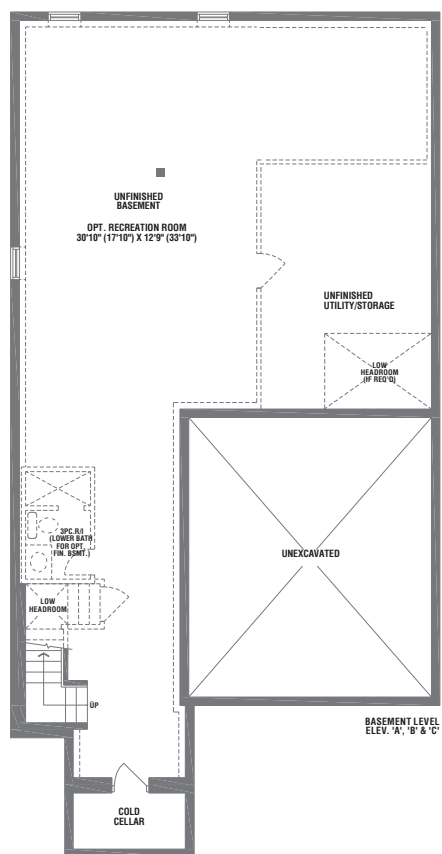 UNFINISHED
BASEMENT
OPT. RECREATION ROOM
30'10" (17'10") X 12'9" (33'10")
UNFINISHED
UTILITY/STORAGE
LOW
HEADROOM
(IF REQ'D)
3PC.R/I
(LOWER BATH
FOR OPT.
FIN. BSMT.)
UNEXCAVATED
LOW
HEADROOM
UP
BASEMENT LEVEL
ELEV. 'A', 'B' & 'C'
COLD
CELLAR